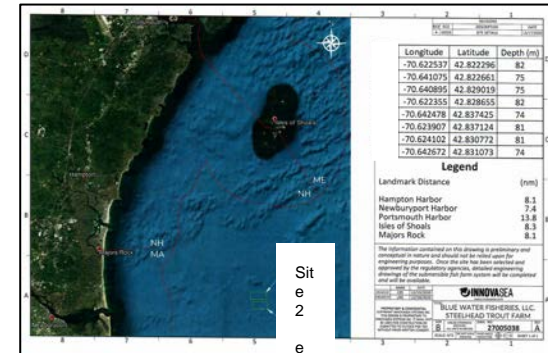 Longitude Latitude Depth (m)
-70.622537 42.822296 82
-70.641075 42.822661 75
-70.640895 42.829019 75
-70.622355 42.828655 82
-70.642478 42.837425 74
-70.623907 42.837124 81
-70.624102 42.830772 81
-70.642672 42.831073 74
Legend
Landmark Distance (nm)
Hampton Harbor 8.1
Newburyport Harbor 7.4
Portsmouth Harbor 13.8
Isles of Shoals 8.3
Majors Rock 8.1
The information contained on this drawing is preliminary and
conceptual in nature and should not be relied upon for
engineering purposes. Once the site has been selected and
approved by the regulatory agencies, detailed engineering
drawings of the submersible fish farm system will be completed
and will be available.
INNOVASEA
BLUE WATER FISHERIES, LLC.
STEELHEAD TROUT FARM
B 27005038 A
Isles of Shoals
Hampton
ME
NH
NH
MA
Majors Rock
Sit
e
2
e